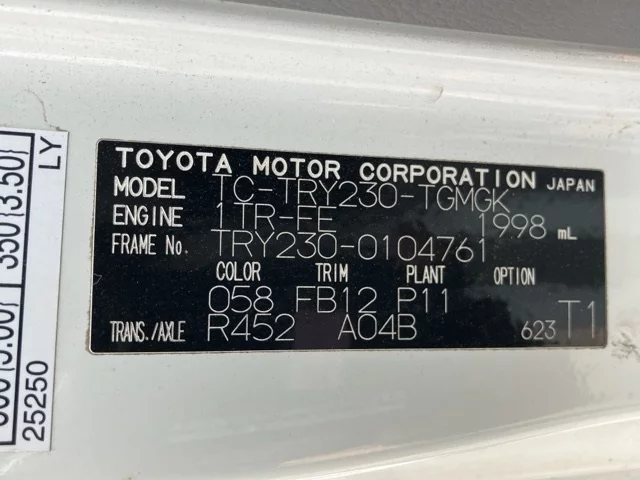 TOYOTA MOTOR CORPORATION JAPAN
MODEL TC-TRY230-TGMGK
ENGINE 1TR-FE 1998 mL
FRAME No. TRY230-0104761
COLOR TRIM PLANT OPTION
058 FB12 P11
TRANS./AXLE R452 A04B 623 T1
350{3.50}
LY
25250